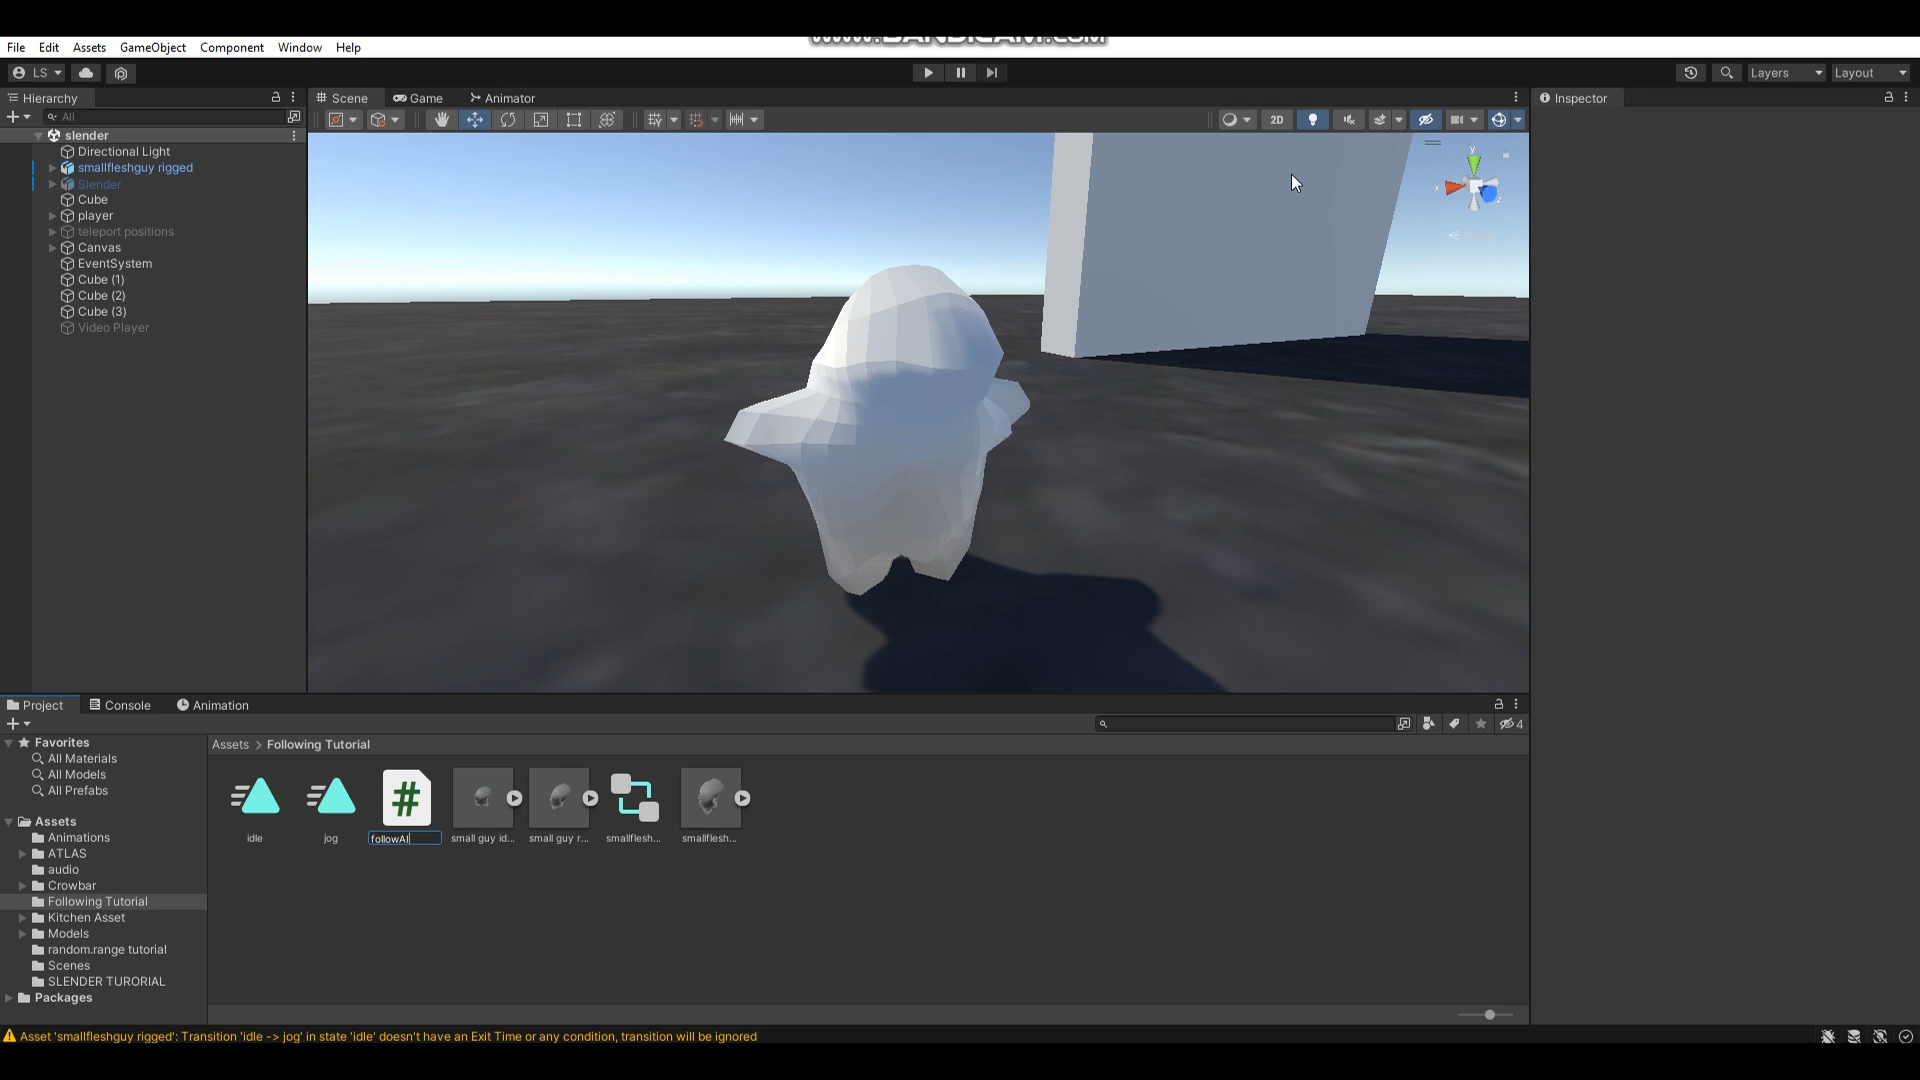 www.BANDICAM.com
File Edit Assets GameObject Component Window Help
LS Layers Layout
Hierarchy
All
slender
Directional Light
smallfleshguy rigged
Slender
Cube
player
teleport positions
Canvas
EventSystem
Cube (1)
Cube (2)
Cube (3)
Video Player
Scene Game Animator
2D
y
x
z
Inspector
Project Console Animation
4
Favorites
All Materials
All Models
All Prefabs
Assets
Animations
ATLAS
audio
Crowbar
Following Tutorial
Kitchen Asset
Models
random.range tutorial
Scenes
SLENDER TURORIAL
Packages
Assets > Following Tutorial
#
idle
jog
followAI
small guy id...
small guy r...
smallflesh...
smallflesh...
Asset 'smallfleshguy rigged': Transition 'idle -> jog' in state 'idle' doesn't have an Exit Time or any condition, transition will be ignored